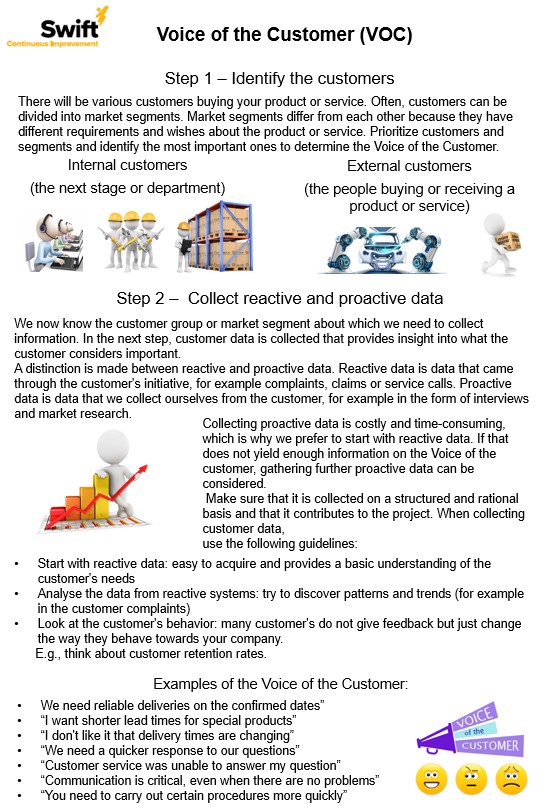 Swift
Continuous Improvement
Voice of the Customer (VOC)
Step 1 – Identify the customers
There will be various customers buying your product or service. Often, customers can be
divided into market segments. Market segments differ from each other because they have
different requirements and wishes about the product or service. Prioritize customers and
segments and identify the most important ones to determine the Voice of the Customer.
Internal customers
(the next stage or department)
External customers
(the people buying or receiving a
product or service)
Step 2 – Collect reactive and proactive data
We now know the customer group or market segment about which we need to collect
information. In the next step, customer data is collected that provides insight into what the
customer considers important.
A distinction is made between reactive and proactive data. Reactive data is data that came
through the customer's initiative, for example complaints, claims or service calls. Proactive
data is data that we collect ourselves from the customer, for example in the form of interviews
and market research.
Collecting proactive data is costly and time-consuming,
which is why we prefer to start with reactive data. If that
does not yield enough information on the Voice of the
customer, gathering further proactive data can be
considered.
Make sure that it is collected on a structured and rational
basis and that it contributes to the project. When collecting
customer data,
use the following guidelines:
• Start with reactive data: easy to acquire and provides a basic understanding of the
customer's needs
• Analyse the data from reactive systems: try to discover patterns and trends (for example
in the customer complaints)
• Look at the customer's behavior: many customer's do not give feedback but just change
the way they behave towards your company.
E.g., think about customer retention rates.
Examples of the Voice of the Customer:
• We need reliable deliveries on the confirmed dates”
• “I want shorter lead times for special products”
• “I don't like it that delivery times are changing”
• “We need a quicker response to our questions”
• “Customer service was unable to answer my question”
• “Communication is critical, even when there are no problems”
• “You need to carry out certain procedures more quickly”
VOICE
of the
CUSTOMER